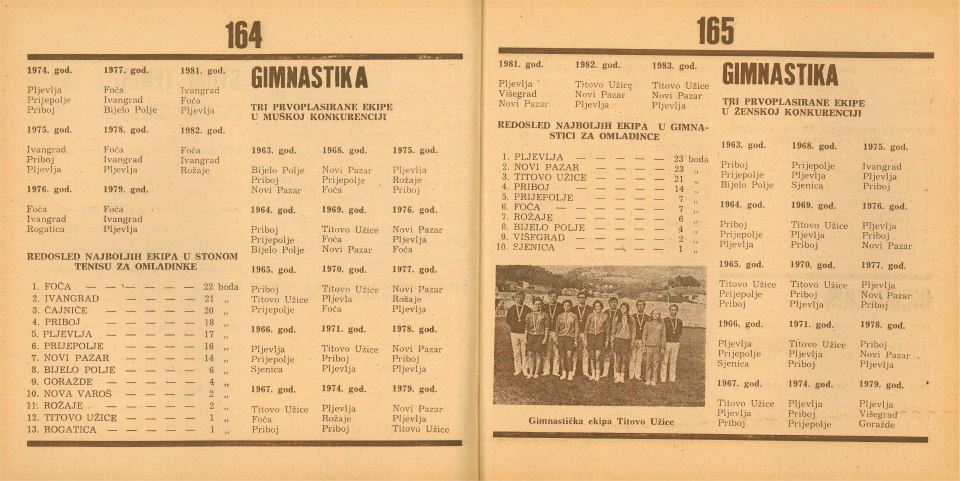 164
1974. god. 1977. god. 1981. god.
Pljevlja Foča Ivangrad
Prijepolje Ivangrad Foča
Priboj Bijelo Polje Pljevlja
1975. god. 1978. god. 1982. god.
Ivangrad Foča Foča
Priboj Ivangrad Ivangrad
Pljevlja Pljevlja Rožaje
1976. god. 1979. god.
Foča Foča
Ivangrad Ivangrad
Rogatica Pljevlja
REDOSLED NAJBOLJIH EKIPA U STONOM
TENISU ZA OMLADINKE
1. FOČA — — — — — — 22 boda
2. IVANGRAD — — — — — 21 „
3. ČAJNICE — — — — — 20 „
4. PRIBOJ — — — — — 18 „
5. PLJEVLJA — — — — — 17 „
6. PRIJEPOLJE — — — — — 16 „
7. NOVI PAZAR — — — — — 14 „
8. BIJELO POLJE — — — — 6 „
9. GORAŽDE — — — — — 4 „
10. NOVA VAROŠ — — — — — 2 „
11. ROŽAJE — — — — — 2 „
12. TITOVO UŽICE — — — — 1 „
13. ROGATICA — — — — — 1 „
GIMNASTIKA
TRI PRVOPLASIRANE EKIPE
U MUŠKOJ KONKURENCIJI
1963. god. 1968. god. 1975. god.
Bijelo Polje Novi Pazar Pljevlja
Priboj Prijepolje Rožaje
Novi Pazar Foča Priboj
1964. god. 1969. god. 1976. god.
Priboj Titovo Užice Novi Pazar
Prijepolje Foča Pljevlja
Bijelo Polje Novi Pazar Foča
1965. god. 1970. god. 1977. god.
Priboj Titovo Užice Novi Pazar
Titovo Užice Pljevlja Rožaje
Prijepolje Foča Pljevlja
1966. god. 1971. god. 1978. god.
Pljevlja Titovo Užice Novi Pazar
Prijepolje Priboj Priboj
Sjenica Pljevlja Pljevlja
1967. god. 1974. god. 1979. god.
Titovo Užice Pljevlja Novi Pazar
Foča Rožaje Pljevlja
Priboj Priboj Titovo Užice
165
1981. god. 1982. god. 1983. god.
Pljevlja Titovo Užice Titovo Užice
Višegrad Novi Pazar Novi Pazar
Novi Pazar Pljevlja Pljevlja
REDOSLED NAJBOLJIH EKIPA U GIMNA-
STICI ZA OMLADINCE
1. PLJEVLJA — — — — — 23 boda
2. NOVI PAZAR — — — — 23 „
3. TITOVO UŽICE — — — — 21 „
4. PRIBOJ — — — — — 14 „
5. PRIJEPOLJE — — — — 7 „
6. FOČA — — — — — — 7 „
7. ROŽAJE — — — — — 6 „
8. BIJELO POLJE — — — — 4 „
9. VIŠEGRAD — — — — — 2 „
10. SJENICA — — — — — 1 „
Gimnastička ekipa Titovo Užice
GIMNASTIKA
TRI PRVOPLASIRANE EKIPE
U ŽENSKOJ KONKURENCIJI
1963. god. 1968. god. 1975. god.
Priboj Prijepolje Ivangrad
Pljevlja Pljevlja Pljevlja
Bijelo Polje Sjenica Priboj
1964. god. 1969. god. 1976. god.
Priboj Titovo Užice Pljevlja
Prijepolje Pljevlja Priboj
Pljevlja Priboj Novi Pazar
1965. god. 1970. god. 1977. god.
Titovo Užice Titovo Užice Pljevlja
Prijepolje Priboj Novi Pazar
Priboj Pljevlja Priboj
1966. god. 1971. god. 1978. god.
Pljevlja Titovo Užice Priboj
Prijepolje Pljevlja Novi Pazar
Sjenica Priboj Pljevlja
1967. god. 1974. god. 1979. god.
Titovo Užice Pljevlja Pljevlja
Pljevlja Priboj Višegrad
Priboj Prijepolje Goražde